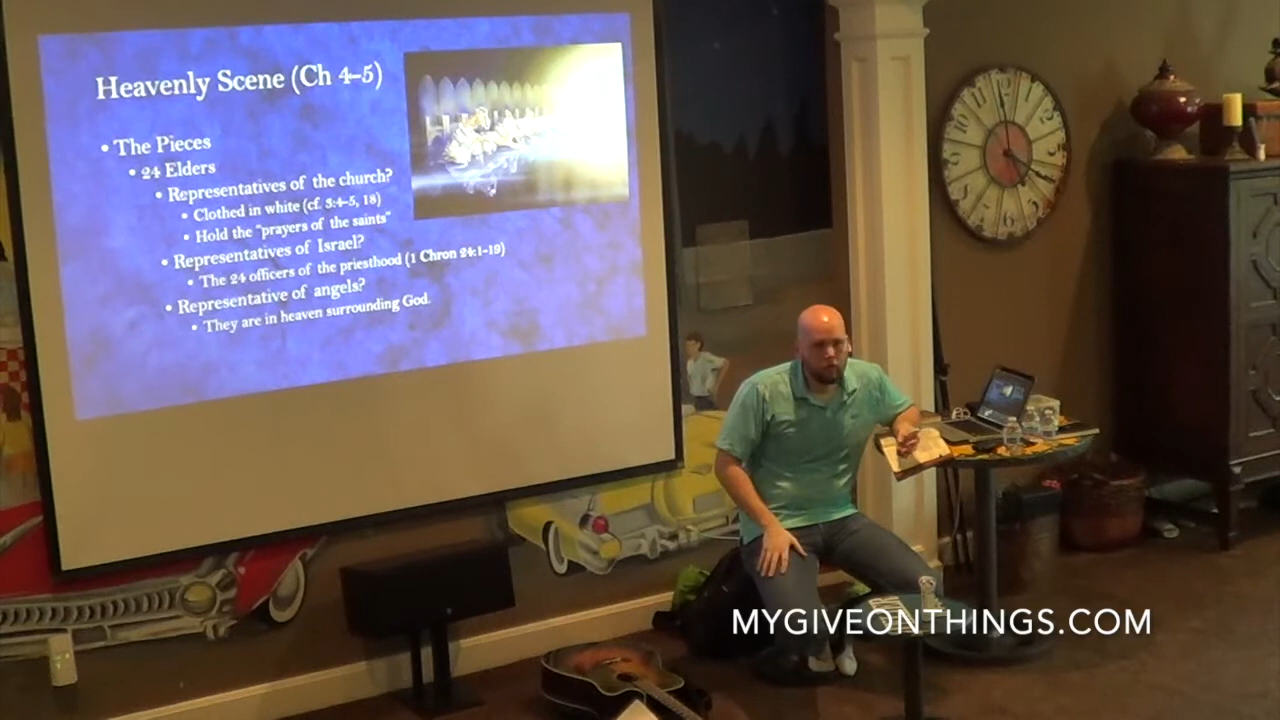 Heavenly Scene (Ch 4–5)
• The Pieces
• 24 Elders
• Representatives of the church?
• Clothed in white (cf. 3:4–5, 18)
• Hold the "prayers of the saints"
• Representatives of Israel?
• The 24 officers of the priesthood (1 Chron 24:1-19)
• Representative of angels?
• They are in heaven surrounding God.
MYGIVEONTHINGS.COM